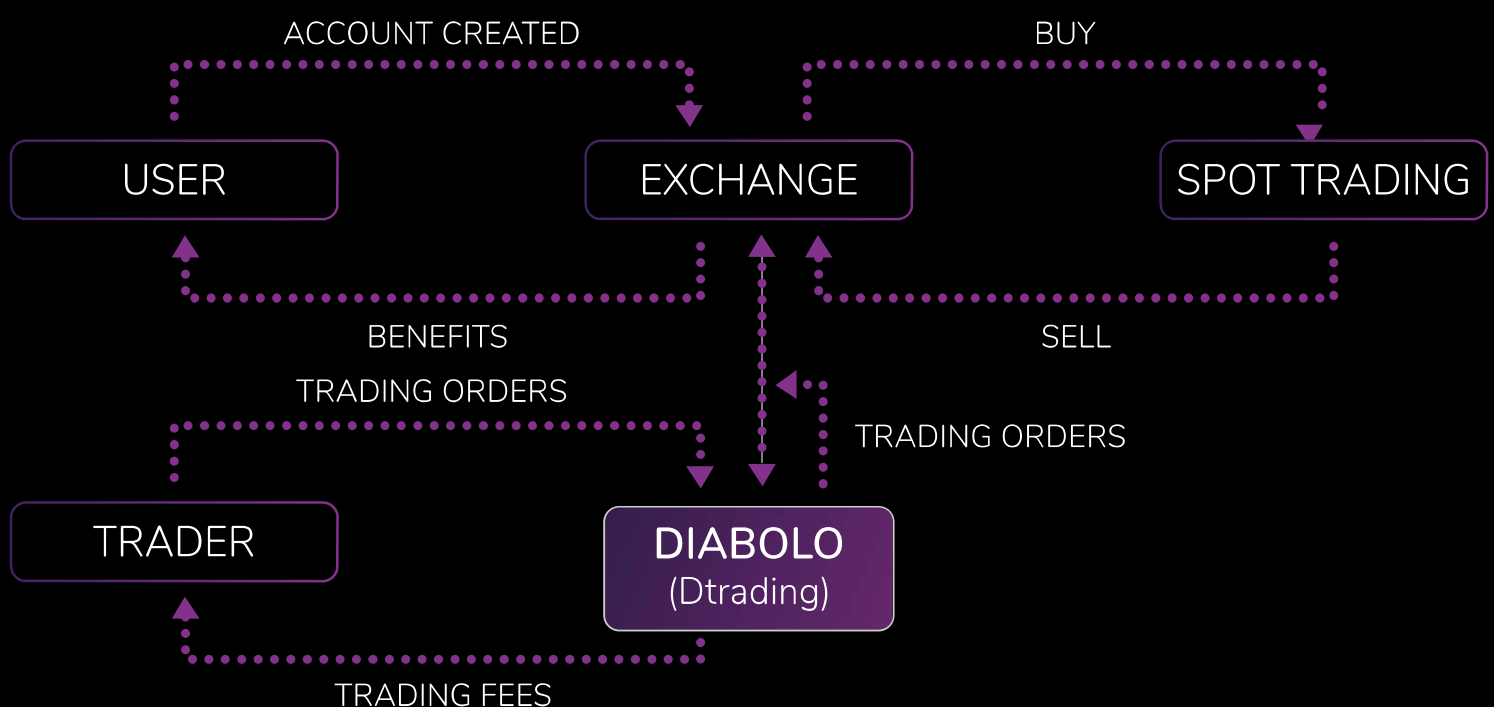 ACCOUNT CREATED
BUY
USER
EXCHANGE
SPOT TRADING
BENEFITS
SELL
TRADING ORDERS
TRADING ORDERS
TRADER
DIABOLO
(Dtrading)
TRADING FEES